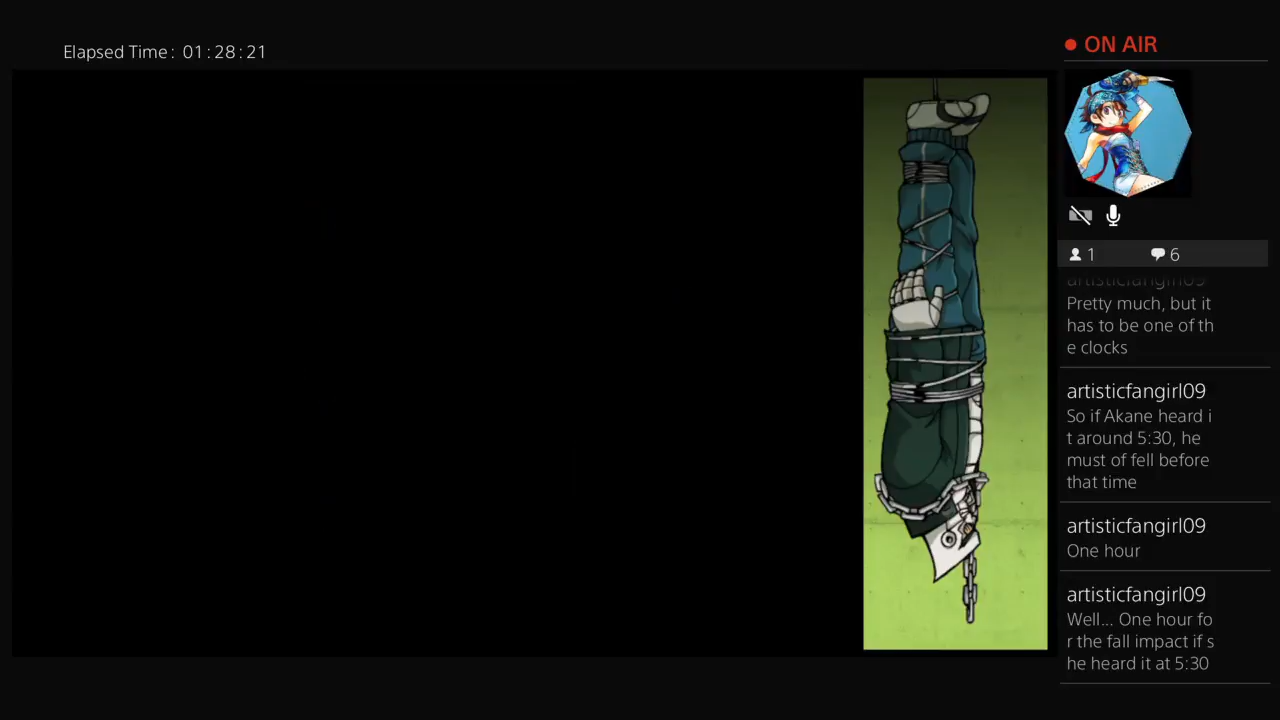 Elapsed Time: 01:28:21
ON AIR
1
6
artisticfangirl09
Pretty much, but it
has to be one of th
e clocks
artisticfangirl09
So if Akane heard i
t around 5:30, he
must of fell before
that time
artisticfangirl09
One hour
artisticfangirl09
Well... One hour fo
r the fall impact if s
he heard it at 5:30